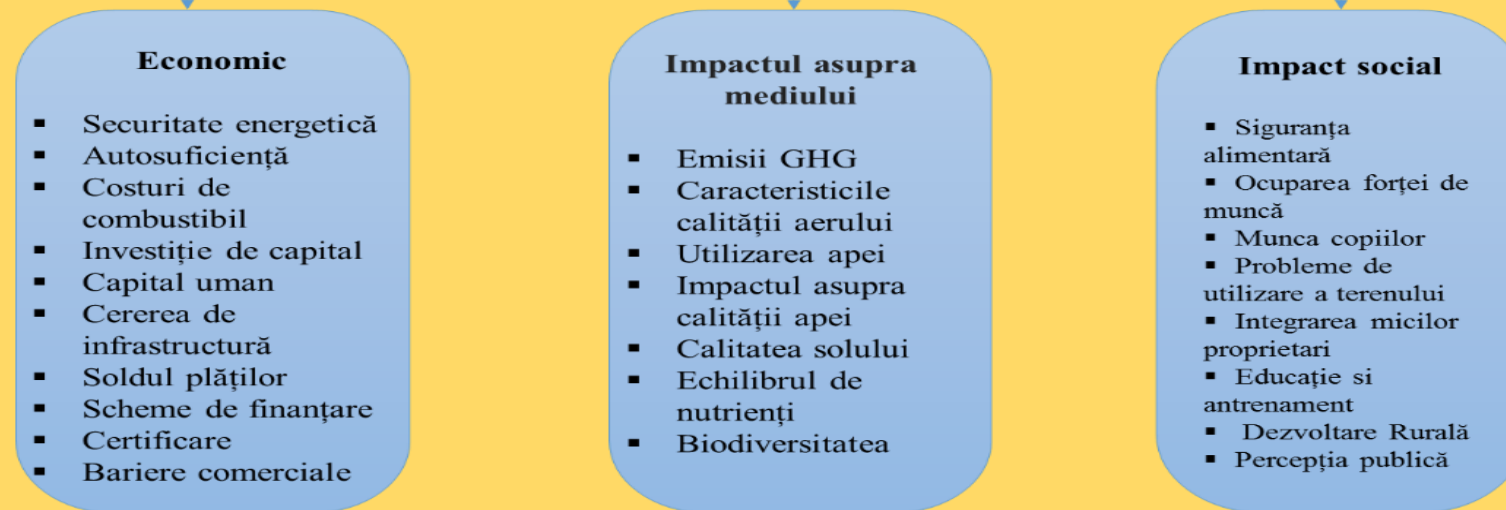 Economic
▪ Securitate energetică
▪ Autosuficiență
▪ Costuri de
combustibil
▪ Investiție de capital
▪ Capital uman
▪ Cererea de
infrastructură
▪ Soldul plăților
▪ Scheme de finanțare
▪ Certificare
▪ Bariere comerciale
Impactul asupra
mediului
▪ Emisii GHG
▪ Caracteristicile
calității aerului
▪ Utilizarea apei
▪ Impactul asupra
calității apei
▪ Calitatea solului
▪ Echilibrul de
nutrienți
▪ Biodiversitatea
Impact social
▪ Siguranța
alimentară
▪ Ocuparea forței de
muncă
▪ Munca copiilor
▪ Probleme de
utilizare a terenului
▪ Integrarea micilor
proprietari
▪ Educație si
antrenament
▪ Dezvoltare Rurală
▪ Percepția publică